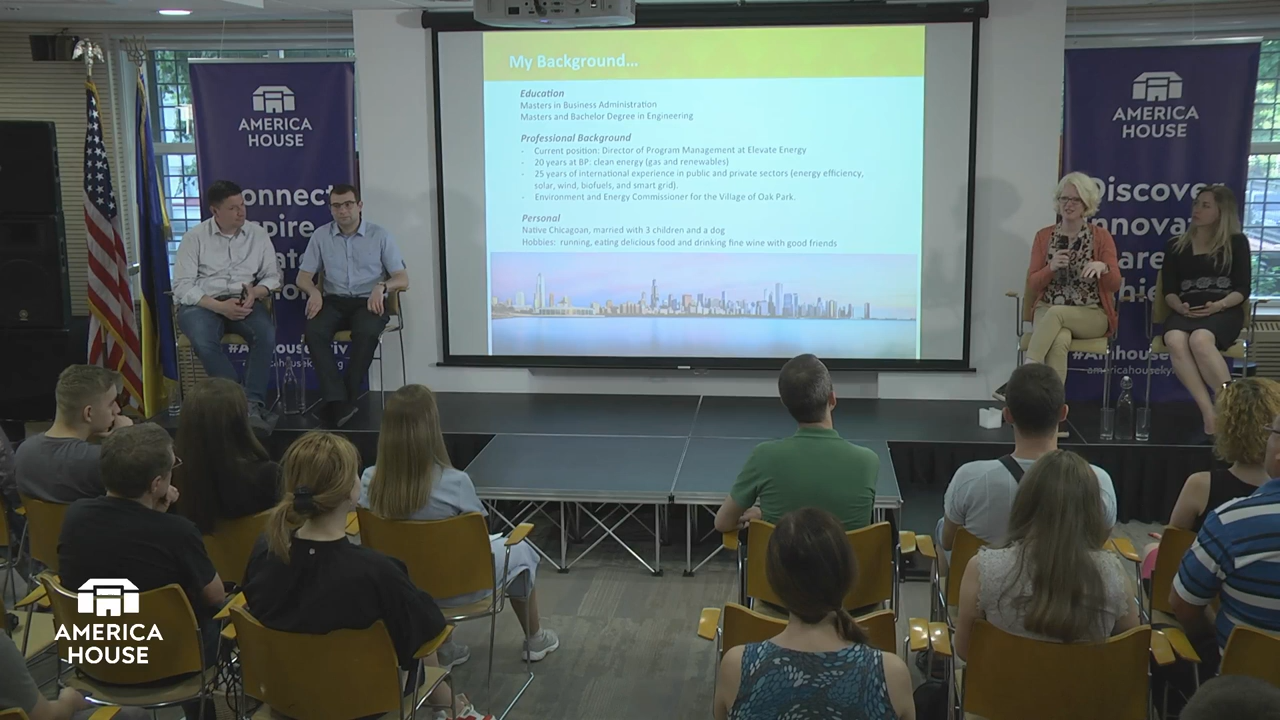 My Background...
Education
Masters in Business Administration
Masters and Bachelor Degree in Engineering
Professional Background
- Current position: Director of Program Management at Elevate Energy
- 20 years at BP: clean energy (gas and renewables)
- 25 years of international experience in public and private sectors (energy efficiency,
solar, wind, biofuels, and smart grid).
- Environment and Energy Commissioner for the Village of Oak Park.
Personal
Native Chicagoan, married with 3 children and a dog
Hobbies: running, eating delicious food and drinking fine wine with good friends
AMERICA
HOUSE
AMERICA
HOUSE
Discover
AMERICA
HOUSE